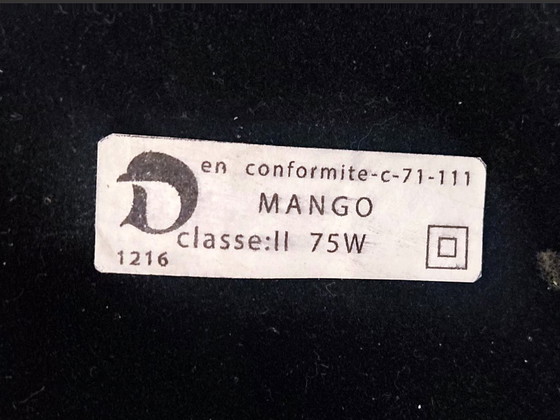 D en conformite-c-71-111
MANGO
classe:II 75W
1216